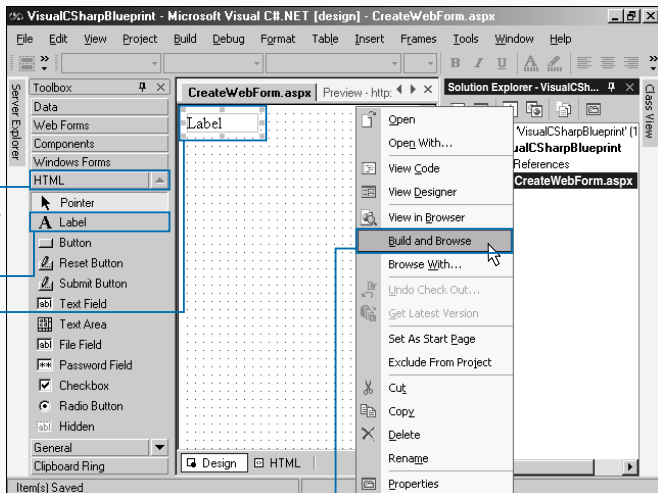 VisualCSharpBlueprint - Microsoft Visual C#.NET [design] - CreateWebForm.aspx
File Edit View Project Build Debug Format Table Insert Frames Tools Window Help
B I U A
Server Explorer
Toolbox
Data
Web Forms
Components
Windows Forms
HTML
Pointer
A Label
Button
Reset Button
Submit Button
abl Text Field
Text Area
abl File Field
** Password Field
Checkbox
Radio Button
abl Hidden
General
Clipboard Ring
CreateWebForm.aspx Preview - http:
Label
Design HTML
Open
Open With...
View Code
View Designer
View in Browser
Build and Browse
Browse With...
Undo Check Out...
Get Latest Version
Set As Start Page
Exclude From Project
Cut
Copy
Delete
Rename
Properties
Solution Explorer - VisualCSh...
'VisualCSharpBlueprint' (1
ualCSharpBlueprint
References
CreateWebForm.aspx
Class View
Item(s) Saved